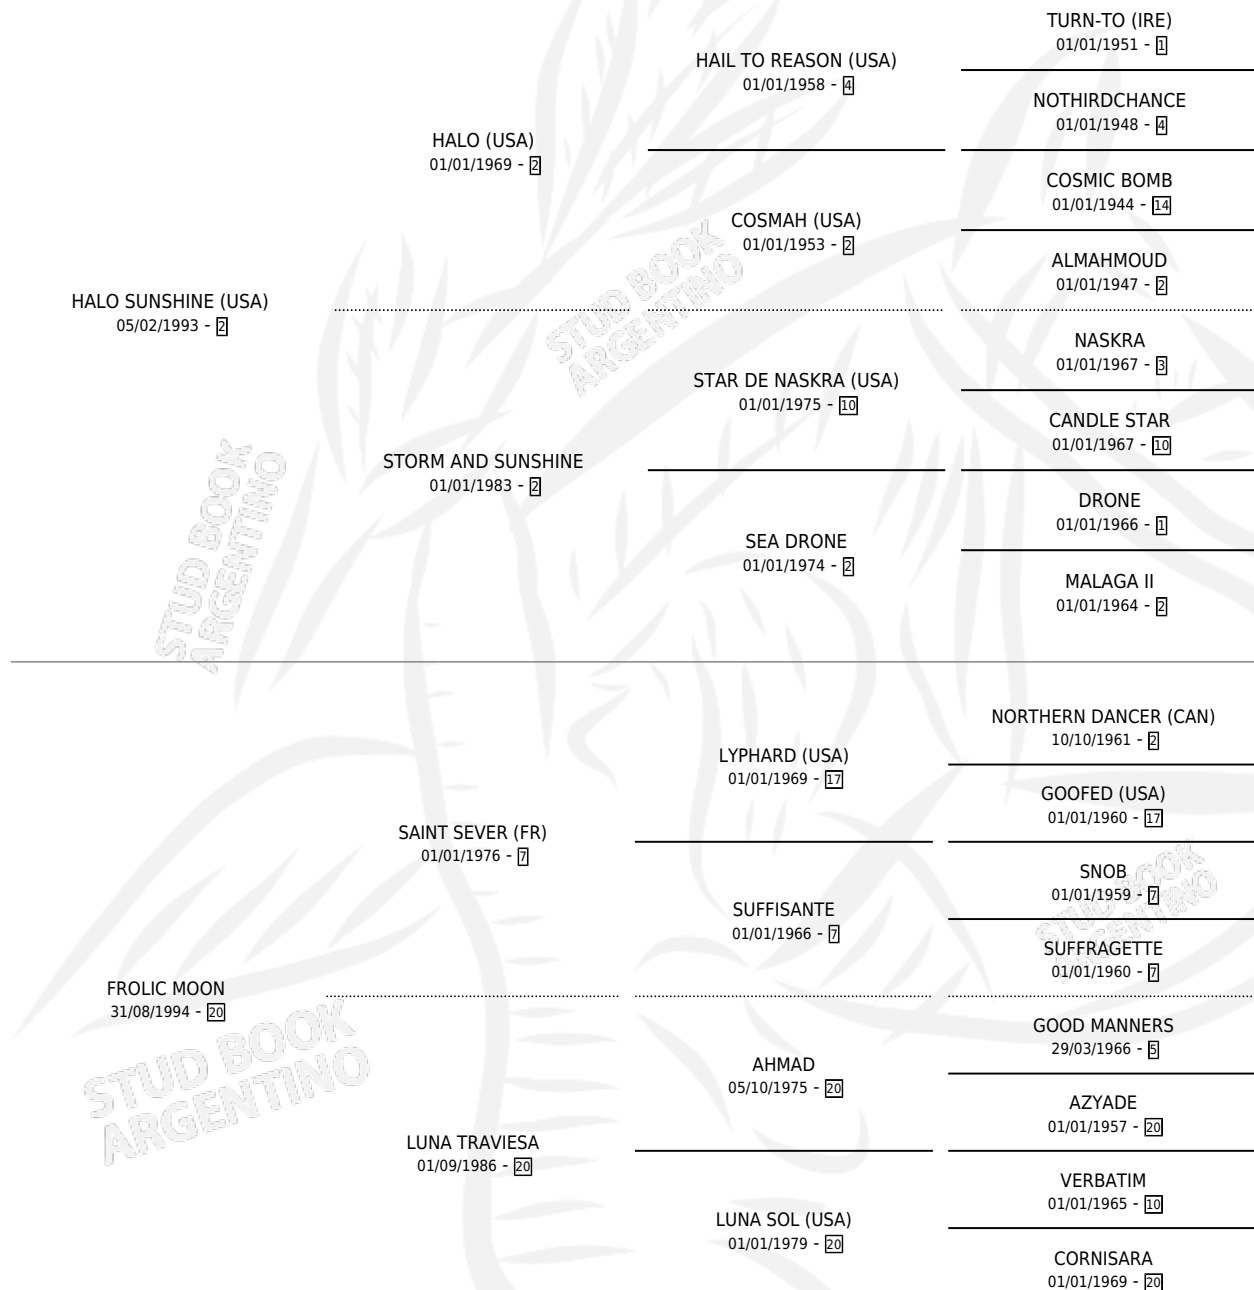 TURN-TO (IRE)
01/01/1951 - 1
HAIL TO REASON (USA)
01/01/1958 - 4
NOTHIRDCHANCE
01/01/1948 - 4
HALO (USA)
01/01/1969 - 2
COSMIC BOMB
01/01/1944 - 14
COSMAH (USA)
01/01/1953 - 2
ALMAHMOUD
01/01/1947 - 2
HALO SUNSHINE (USA)
05/02/1993 - 2
STUD BOOK
ARGENTINO
NASKRA
01/01/1967 - 3
STAR DE NASKRA (USA)
01/01/1975 - 10
CANDLE STAR
01/01/1967 - 10
STORM AND SUNSHINE
01/01/1983 - 2
DRONE
01/01/1966 - 1
SEA DRONE
01/01/1974 - 2
MALAGA II
01/01/1964 - 2
STUD BOOK
ARGENTINO
NORTHERN DANCER (CAN)
10/10/1961 - 2
LYPHARD (USA)
01/01/1969 - 17
GOOFED (USA)
01/01/1960 - 17
SAINT SEVER (FR)
01/01/1976 - 7
SNOB
01/01/1959 - 7
SUFFISANTE
01/01/1966 - 7
STUD BOOK
ARGENTINO
SUFFRAGETTE
01/01/1960 - 7
FROLIC MOON
31/08/1994 - 20
GOOD MANNERS
29/03/1966 - 5
AHMAD
05/10/1975 - 20
STUD BOOK
ARGENTINO
AZYADE
01/01/1957 - 20
LUNA TRAVIESA
01/09/1986 - 20
VERBATIM
01/01/1965 - 10
LUNA SOL (USA)
01/01/1979 - 20
CORNISARA
01/01/1969 - 20